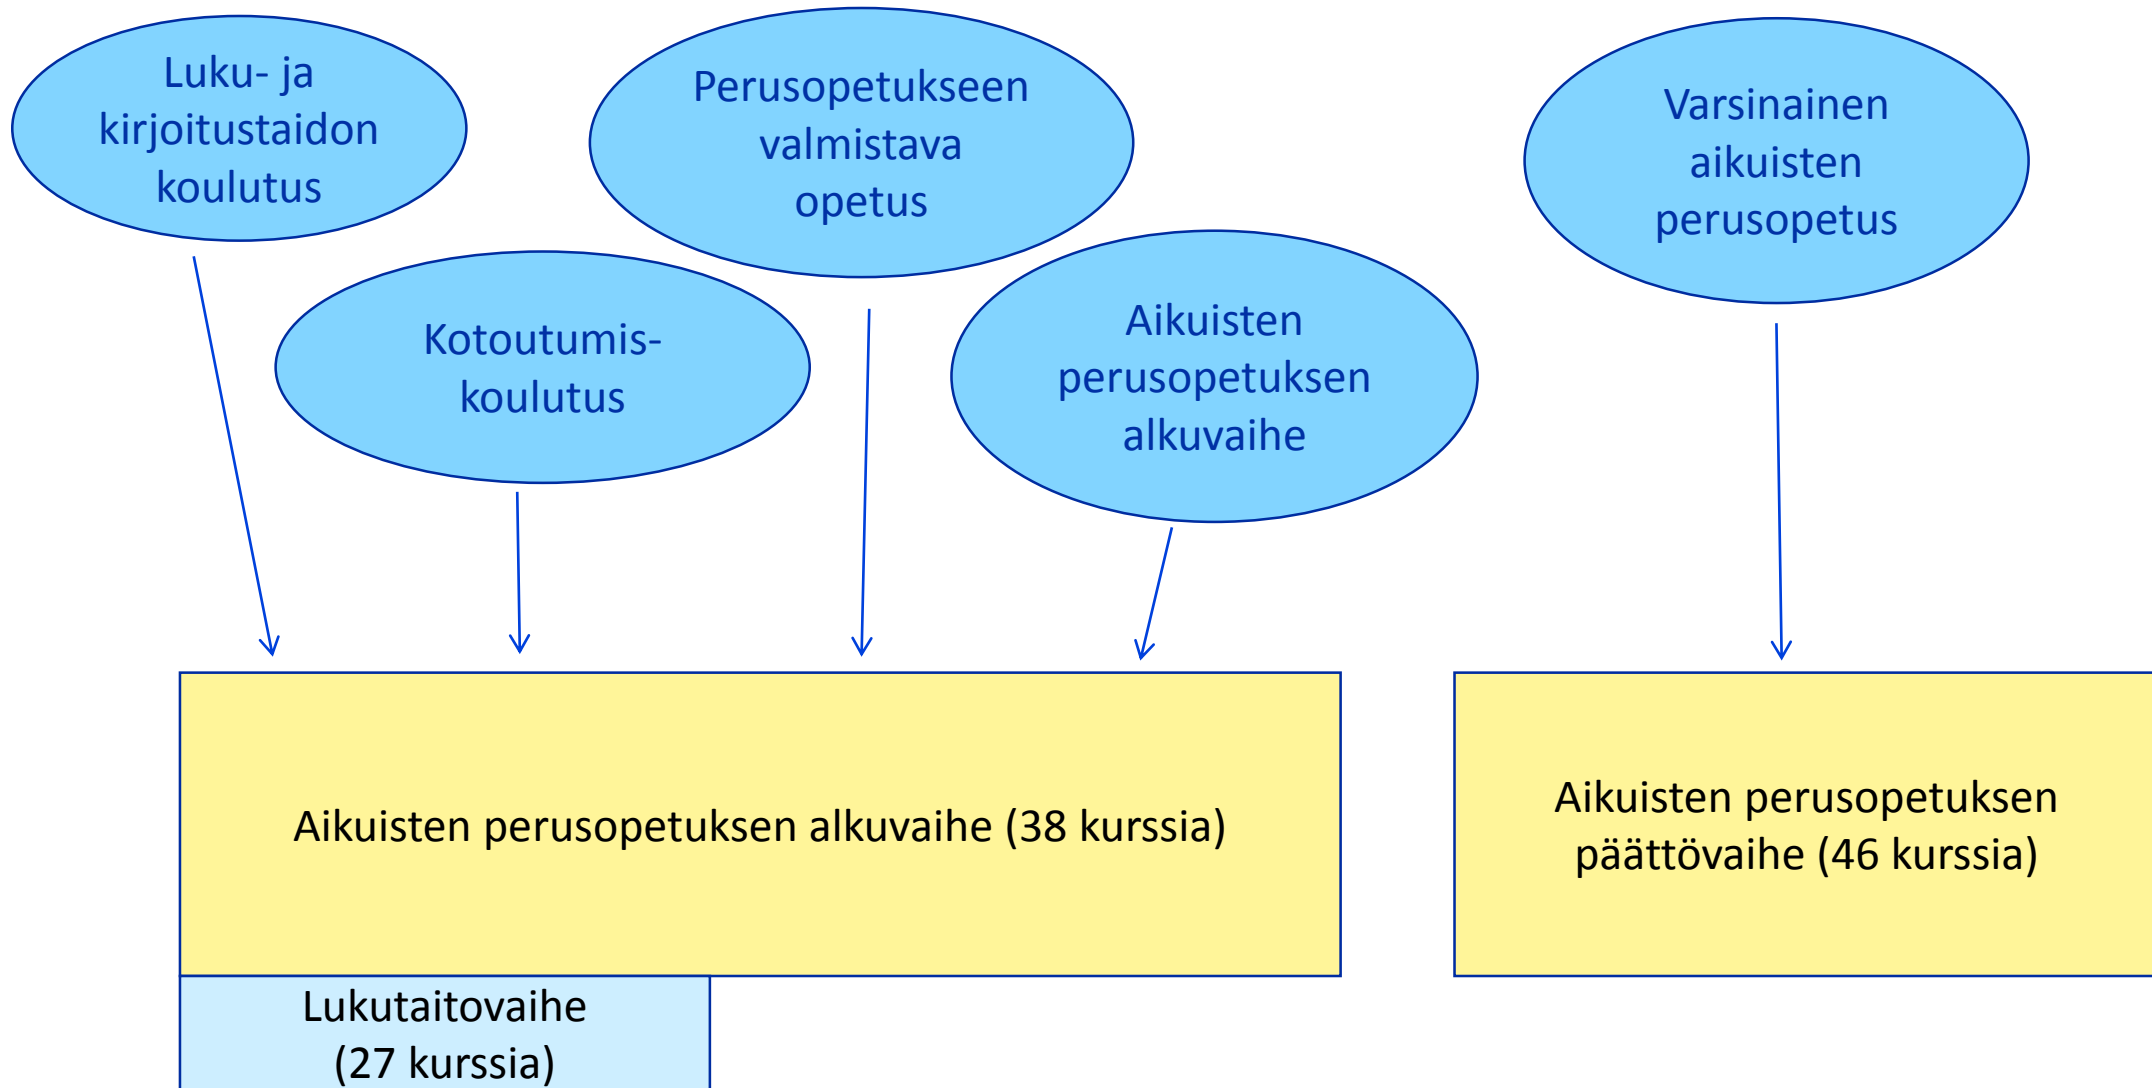 Luku- ja
kirjoitustaidon
koulutus
Perusopetukseen
valmistava
opetus
Varsinainen
aikuisten
perusopetus
Kotoutumis-
koulutus
Aikuisten
perusopetuksen
alkuvaihe
Aikuisten perusopetuksen alkuvaihe (38 kurssia)
Aikuisten perusopetuksen
päättövaihe (46 kurssia)
Lukutaitovaihe
(27 kurssia)